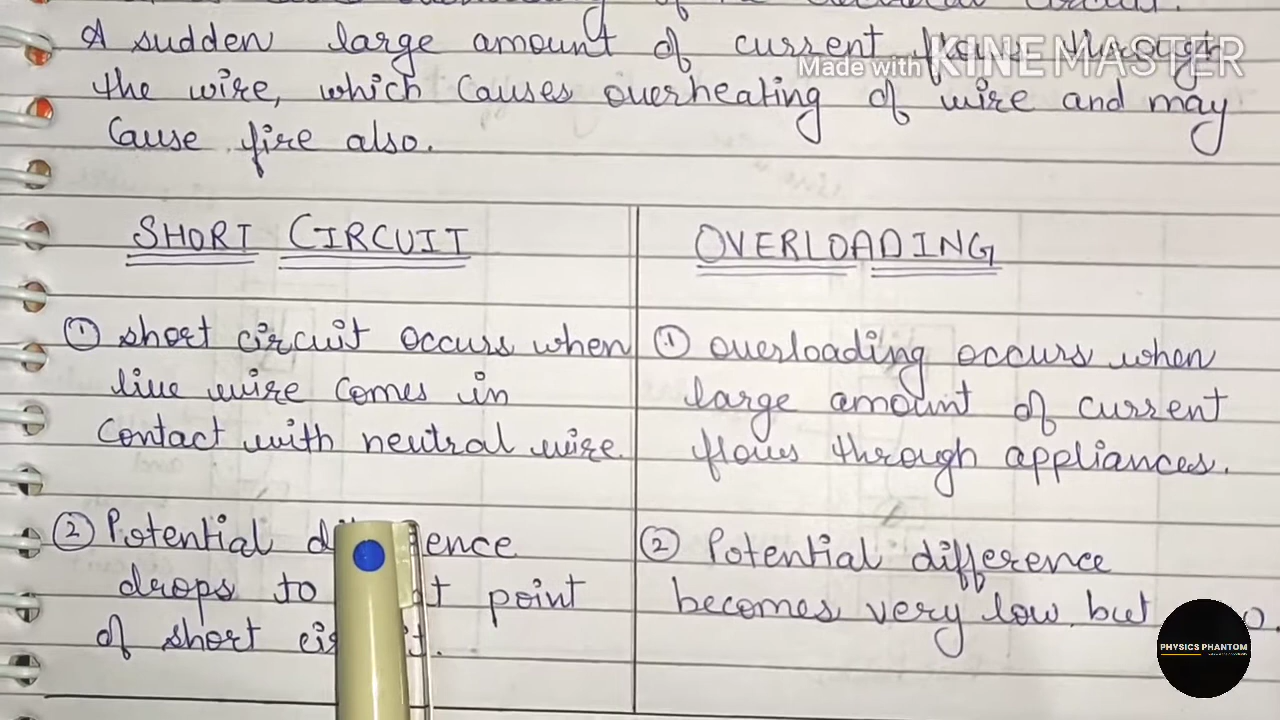 A sudden large amount of current flows through
Made with KINEMASTER
the wire, which causes overheating of wire and may
cause fire also.
SHORT CIRCUIT
① short circuit occurs when
live wire comes in
contact with neutral wire.
② Potential
drops to point
of short
OVERLOADING
① overloading occurs when
large amount of current
flows through appliances.
② Potential difference
becomes very low but
PHYSICS PHANTOM